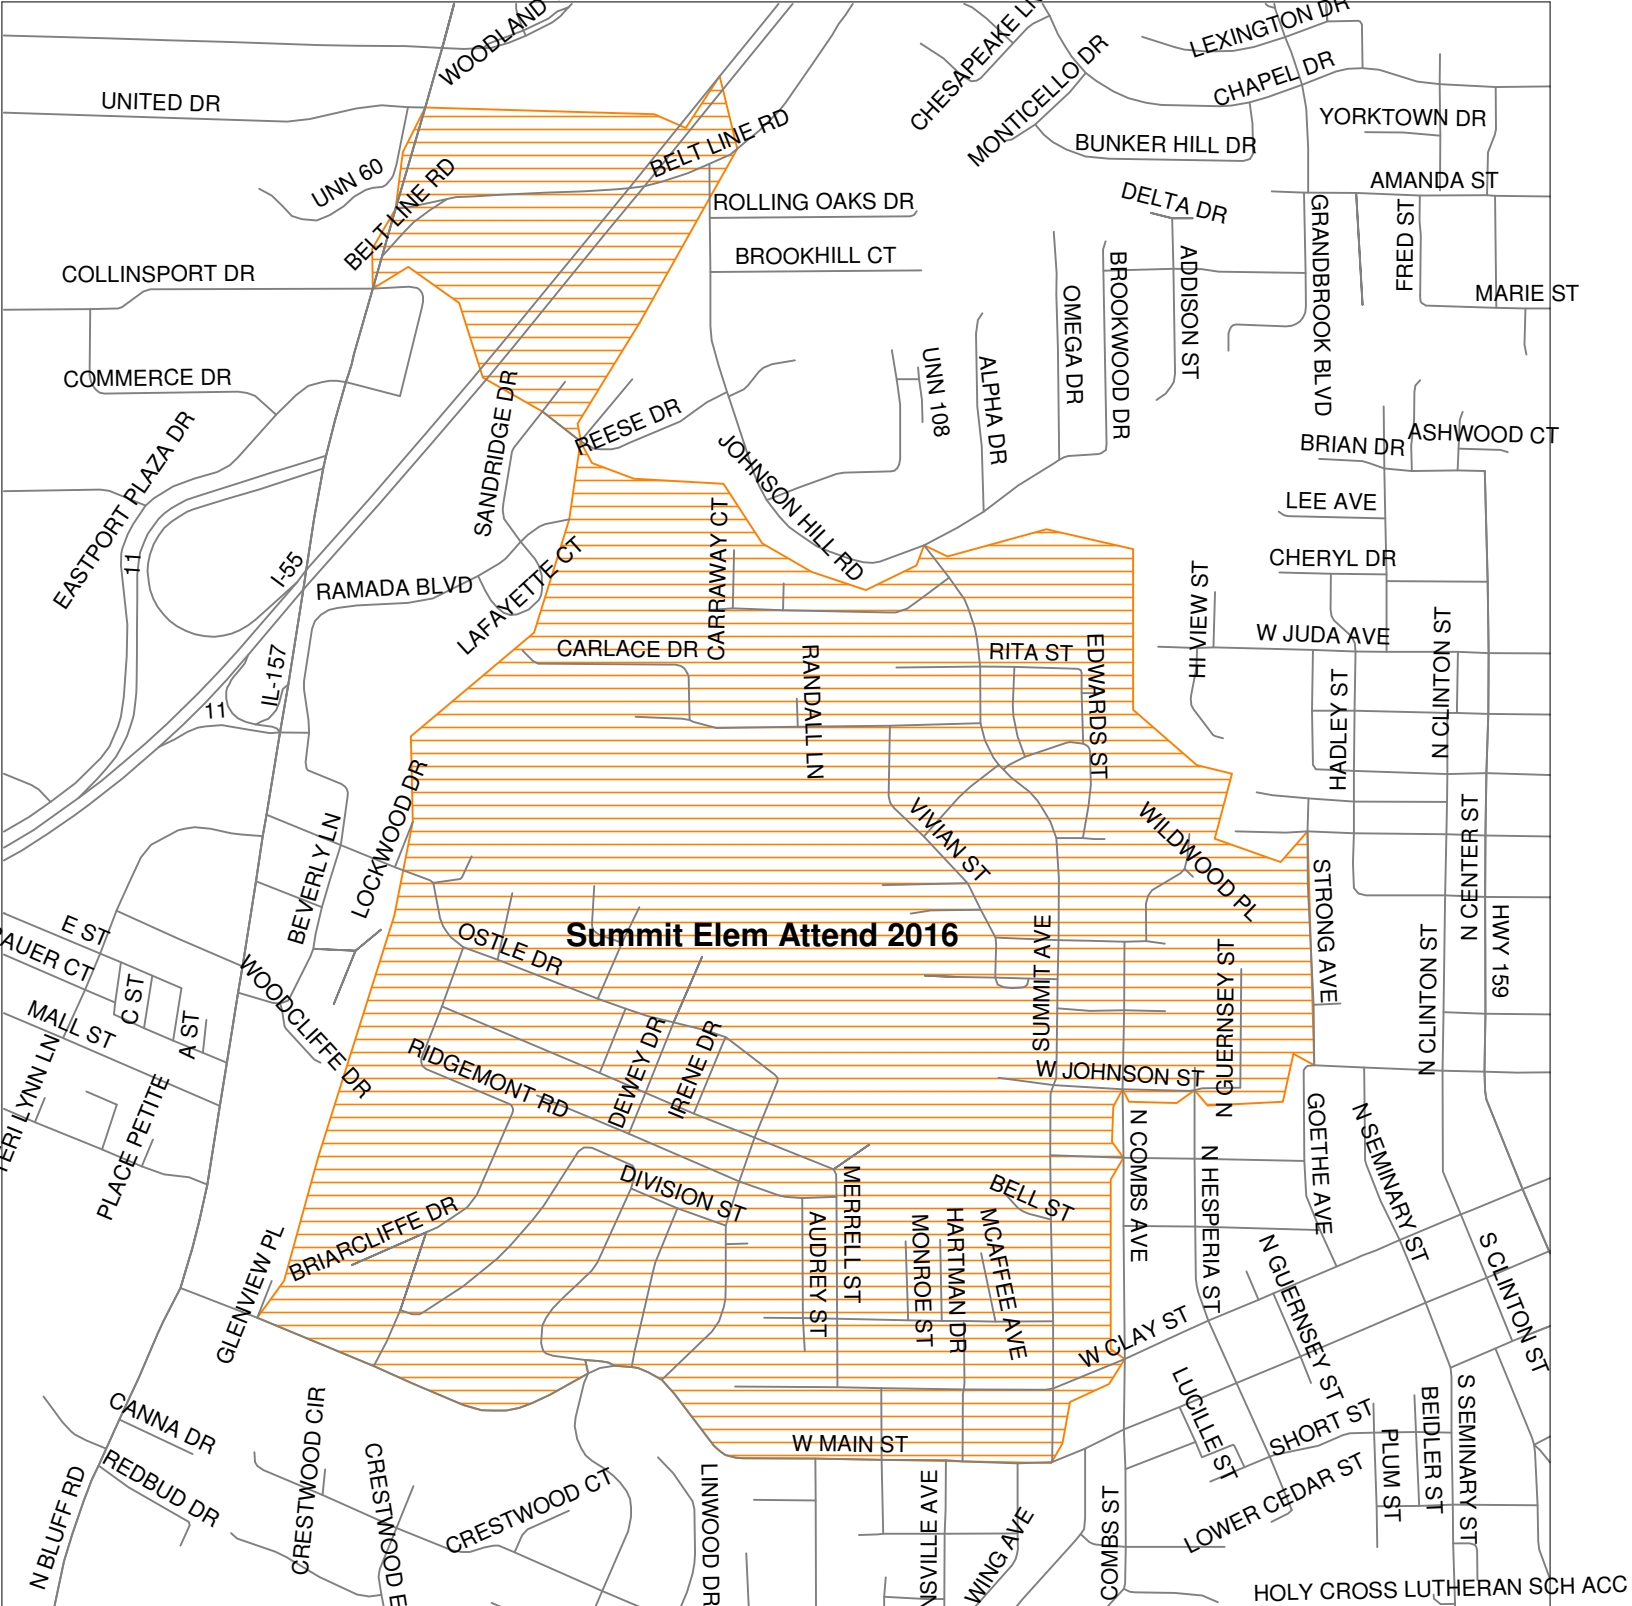 WOODLAND
CHESAPEAKE
LEXINGTON DR
MONTICELLO DR
CHAPEL DR
UNITED DR
YORKTOWN DR
BELT LINE RD
BUNKER HILL DR
UNN 60
BELT LINE RD
AMANDA ST
ROLLING OAKS DR
DELTA DR
GRANDBROOK BLVD
FRED ST
BROOKHILL CT
COLLINSPORT DR
BROOKWOOD DR
ADDISON ST
OMEGA DR
MARIE ST
COMMERCE DR
SANDRIDGE DR
UNN 108
ALPHA DR
REESE DR
EASTPORT PLAZA DR
JOHNSON HILL RD
BRIAN DR
ASHWOOD CT
LEE AVE
CARRAWAY CT
11
I-55
RAMADA BLVD
LAFAYETTE CT
CHERYL DR
HI VIEW ST
W JUDA AVE
N CLINTON ST
CARLACE DR
RANDALL LN
RITA ST
EDWARDS ST
IL-157
11
HADLEY ST
LOCKWOOD DR
BEVERLY LN
VIVIAN ST
WILDWOOD PL
N CENTER ST
STRONG AVE
HWY 159
E ST
OSTLE DR
Summit Elem Attend 2016
SUMMIT AVE
N GUERNSEY ST
N CLINTON ST
AUER CT
C ST
WOODCLIFFE DR
MALL ST
A ST
RIDGEMONT RD
DEWEY DR
IRENE DR
W JOHNSON ST
ERI LYNN LN
PLACE PETITE
N COMBS AVE
GOETHE AVE
N SEMINARY ST
N HESPERIA ST
DIVISION ST
MERRELL ST
BELL ST
BRIARCLIFFE DR
AUDREY ST
MONROE ST
HARTMAN DR
MCAFFEE AVE
GLENVIEW PL
N GUERNSEY ST
S CLINTON ST
W CLAY ST
LUCILLE ST
CANNA DR
CRESTWOOD CIR
SHORT ST
BEIDLER ST
S SEMINARY ST
PLUM ST
W MAIN ST
REDBUD DR
N BLUFF RD
CRESTWOOD E
CRESTWOOD CT
LINWOOD DR
NSVILLE AVE
WING AVE
COMBS ST
LOWER CEDAR ST
HOLY CROSS LUTHERAN SCH ACC